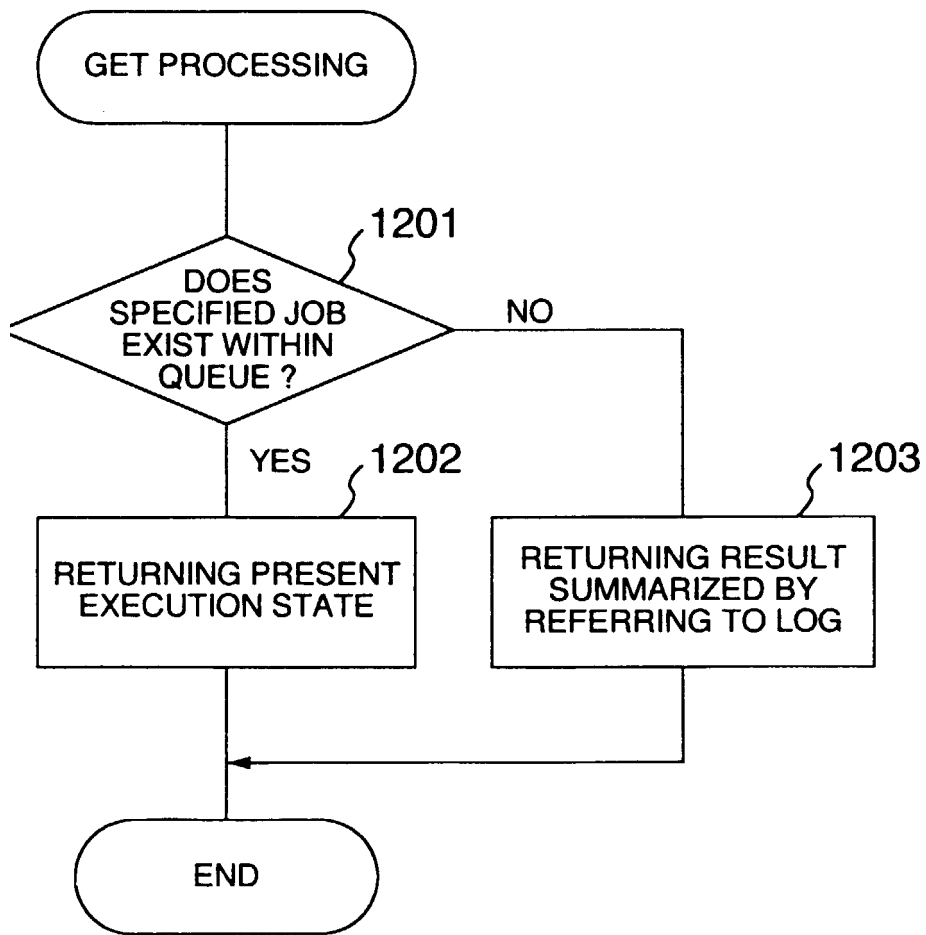 GET PROCESSING
1201
DOES
SPECIFIED JOB
EXIST WITHIN
QUEUE ?
NO
YES
1202
1203
RETURNING PRESENT
EXECUTION STATE
RETURNING RESULT
SUMMARIZED BY
REFERRING TO LOG
END